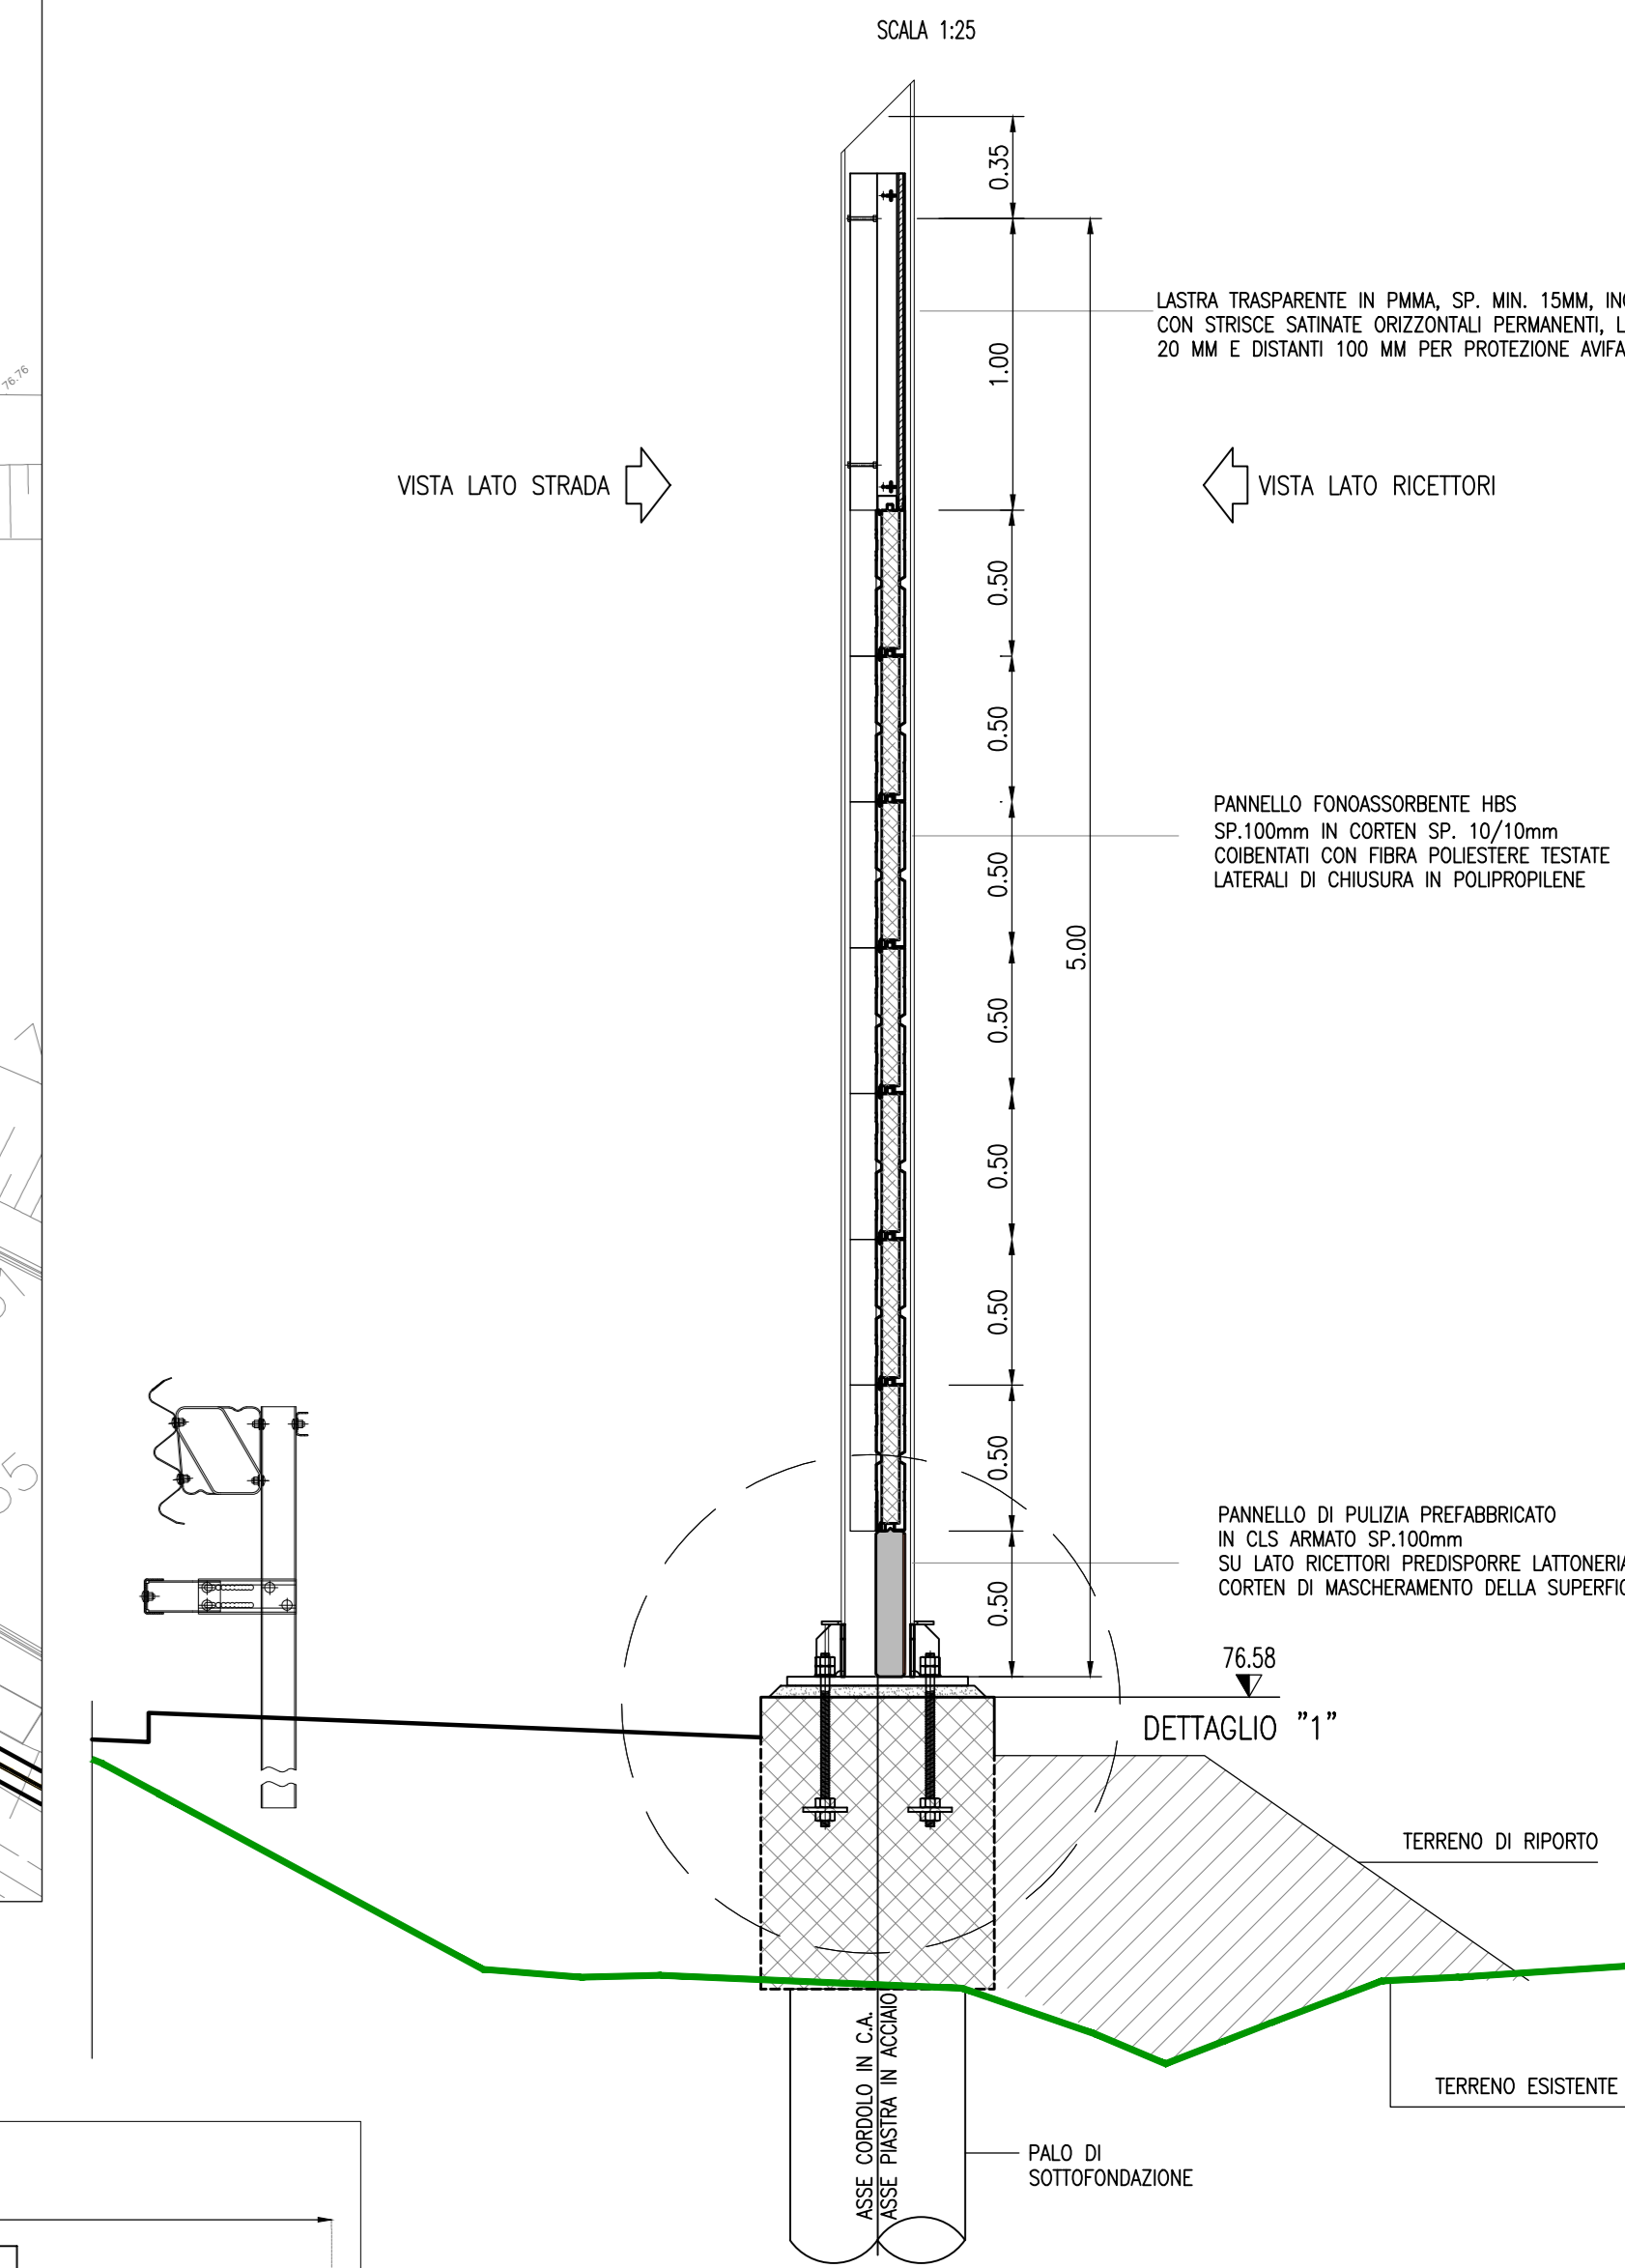 SCALA 1:25
0.35
76.76
LASTRA TRASPARENTE IN PMMA, SP. MIN. 15MM,
CON STRISCE SATINATE ORIZZONTALI PERMANENTI,
20 MM E DISTANTI 100 MM PER PROTEZIONE
1.00
VISTA LATO STRADA
VISTA LATO RICETTORI
0.50
0.50
PANNELLO FONOASSORBENTE HBS
SP.100mm IN CORTEN SP. 10/10mm
COIBENTATI CON FIBRA POLIESTERE TESTATE
LATERALI DI CHIUSURA IN POLIPROPILENE
0.50
5.00
0.50
0.50
0.50
0.50
PANNELLO DI PULIZIA PREFABBRICATO
IN CLS ARMATO SP.100mm
SU LATO RICETTORI PREDISPORRE LATTONERIA
CORTEN DI MASCHERAMENTO DELLA
0.50
76.58
DETTAGLIO "1"
TERRENO DI RIPORTO
TERRENO ESISTENTE
ASSE CORDOLO IN C.A.
ASSE PIASTRA IN ACCIAIO
PALO DI
SOTTOFONDAZIONE